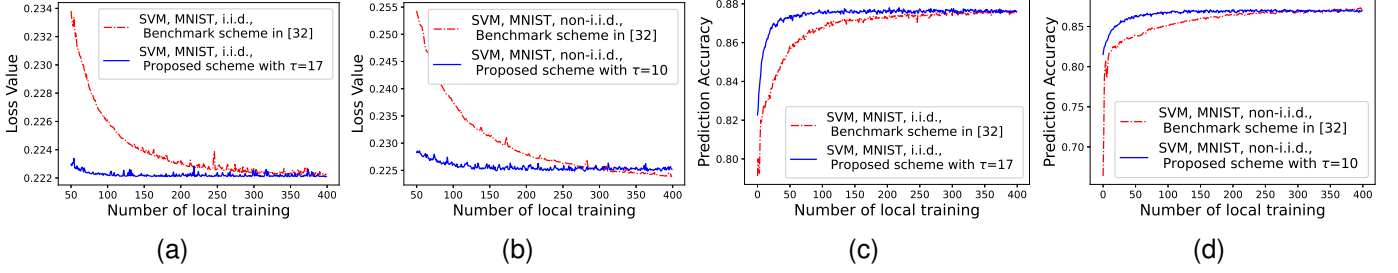 0.234
0.232
0.230
0.228
0.226
0.224
0.222
Loss Value
SVM, MNIST, i.i.d.,
Benchmark scheme in [32]
SVM, MNIST, i.i.d.,
Proposed scheme with τ=17
50 100 150 200 250 300 350 400
Number of local training
(a)
0.255
0.250
0.245
0.240
0.235
0.230
0.225
Loss Value
SVM, MNIST, non-i.i.d.,
Benchmark scheme in [32]
SVM, MNIST, non-i.i.d.,
Proposed scheme with τ=10
50 100 150 200 250 300 350 400
Number of local training
(b)
0.88
0.86
0.84
0.82
0.80
Prediction Accuracy
SVM, MNIST, i.i.d.,
Benchmark scheme in [32]
SVM, MNIST, i.i.d.,
Proposed scheme with τ=17
0 50 100 150 200 250 300 350 400
Number of local training
(c)
0.85
0.80
0.75
0.70
Prediction Accuracy
SVM, MNIST, non-i.i.d.,
Benchmark scheme in [32]
SVM, MNIST, non-i.i.d.,
Proposed scheme with τ=10
0 50 100 150 200 250 300 350 400
Number of local training
(d)